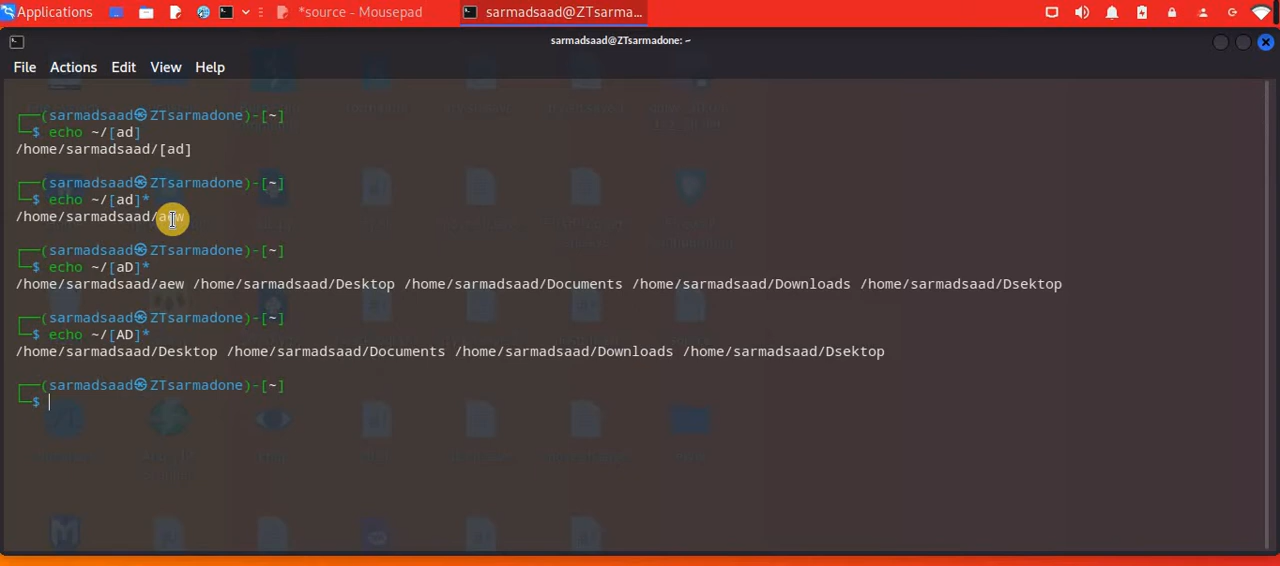 Applications
*source - Mousepad
sarmadsaad@ZTsarma...
sarmadsaad@ZTsarmadone: ~
File Actions Edit View Help
┌──(sarmadsaad㉿ZTsarmadone)-[~]
└─$ echo ~/[ad]
/home/sarmadsaad/[ad]
┌──(sarmadsaad㉿ZTsarmadone)-[~]
└─$ echo ~/[ad]*
/home/sarmadsaad/aew
┌──(sarmadsaad㉿ZTsarmadone)-[~]
└─$ echo ~/[aD]*
/home/sarmadsaad/aew /home/sarmadsaad/Desktop /home/sarmadsaad/Documents /home/sarmadsaad/Downloads /home/sarmadsaad/Dsektop
┌──(sarmadsaad㉿ZTsarmadone)-[~]
└─$ echo ~/[AD]*
/home/sarmadsaad/Desktop /home/sarmadsaad/Documents /home/sarmadsaad/Downloads /home/sarmadsaad/Dsektop
┌──(sarmadsaad㉿ZTsarmadone)-[~]
└─$